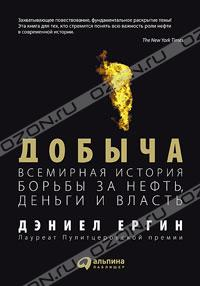 Захватывающее повествование, фундаментальное раскрытие темы!
Эта книга для тех, кто стремится понять всю важность роли нефти
в современной истории.
The New York Times
ДОБЫЧА
ВСЕМИРНАЯ ИСТОРИЯ
БОРЬБЫ ЗА НЕФТЬ,
ДЕНЬГИ И ВЛАСТЬ
ДЭНИЕЛ ЕРГИН
Лауреат Пулитцеровской премии
альпина
ПАБЛИШЕР
OZON.RU